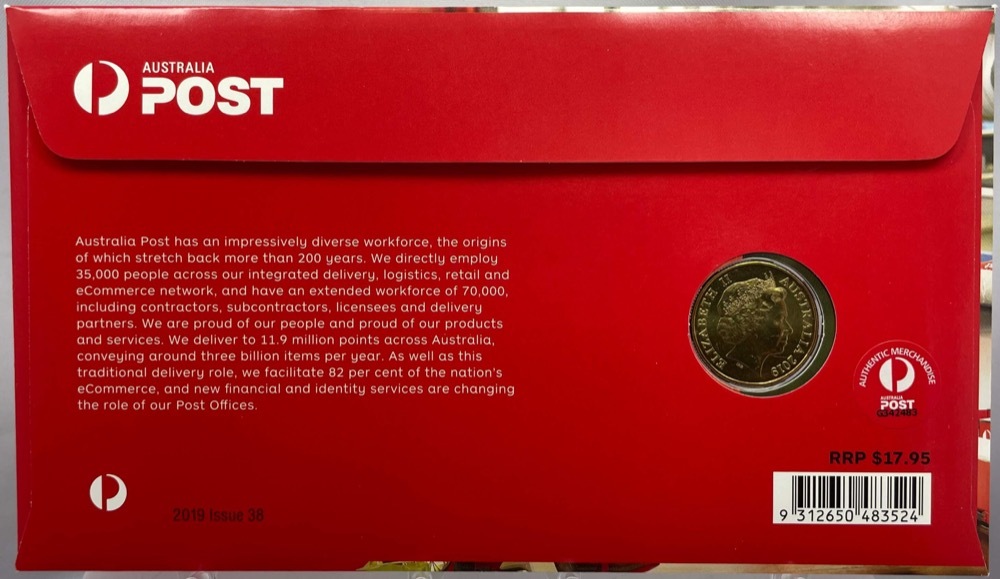 AUSTRALIA
POST
Australia Post has an impressively diverse workforce, the origins
of which stretch back more than 200 years. We directly employ
35,000 people across our integrated delivery, logistics, retail and
eCommerce network, and have an extended workforce of 70,000,
including contractors, subcontractors, licensees and delivery
partners. We are proud of our people and proud of our products
and services. We deliver to 11.9 million points across Australia,
conveying around three billion items per year. As well as this
traditional delivery role, we facilitate 82 per cent of the nation's
eCommerce, and new financial and identity services are changing
the role of our Post Offices.
ELIZABETH II AUSTRALIA 2019
AUTHENTIC MERCHANDISE
AUSTRALIA
POST
G342483
RRP $17.95
9 312650 483524
2019 Issue 38